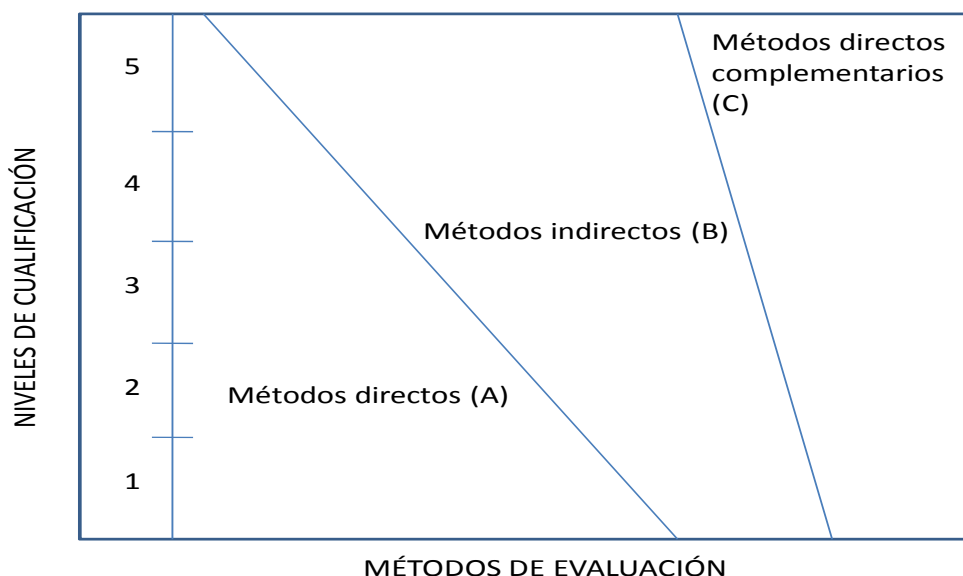 NIVELES DE CUALIFICACIÓN
5
4
3
2
1
Métodos directos
complementarios
(C)
Métodos indirectos (B)
Métodos directos (A)
MÉTODOS DE EVALUACIÓN